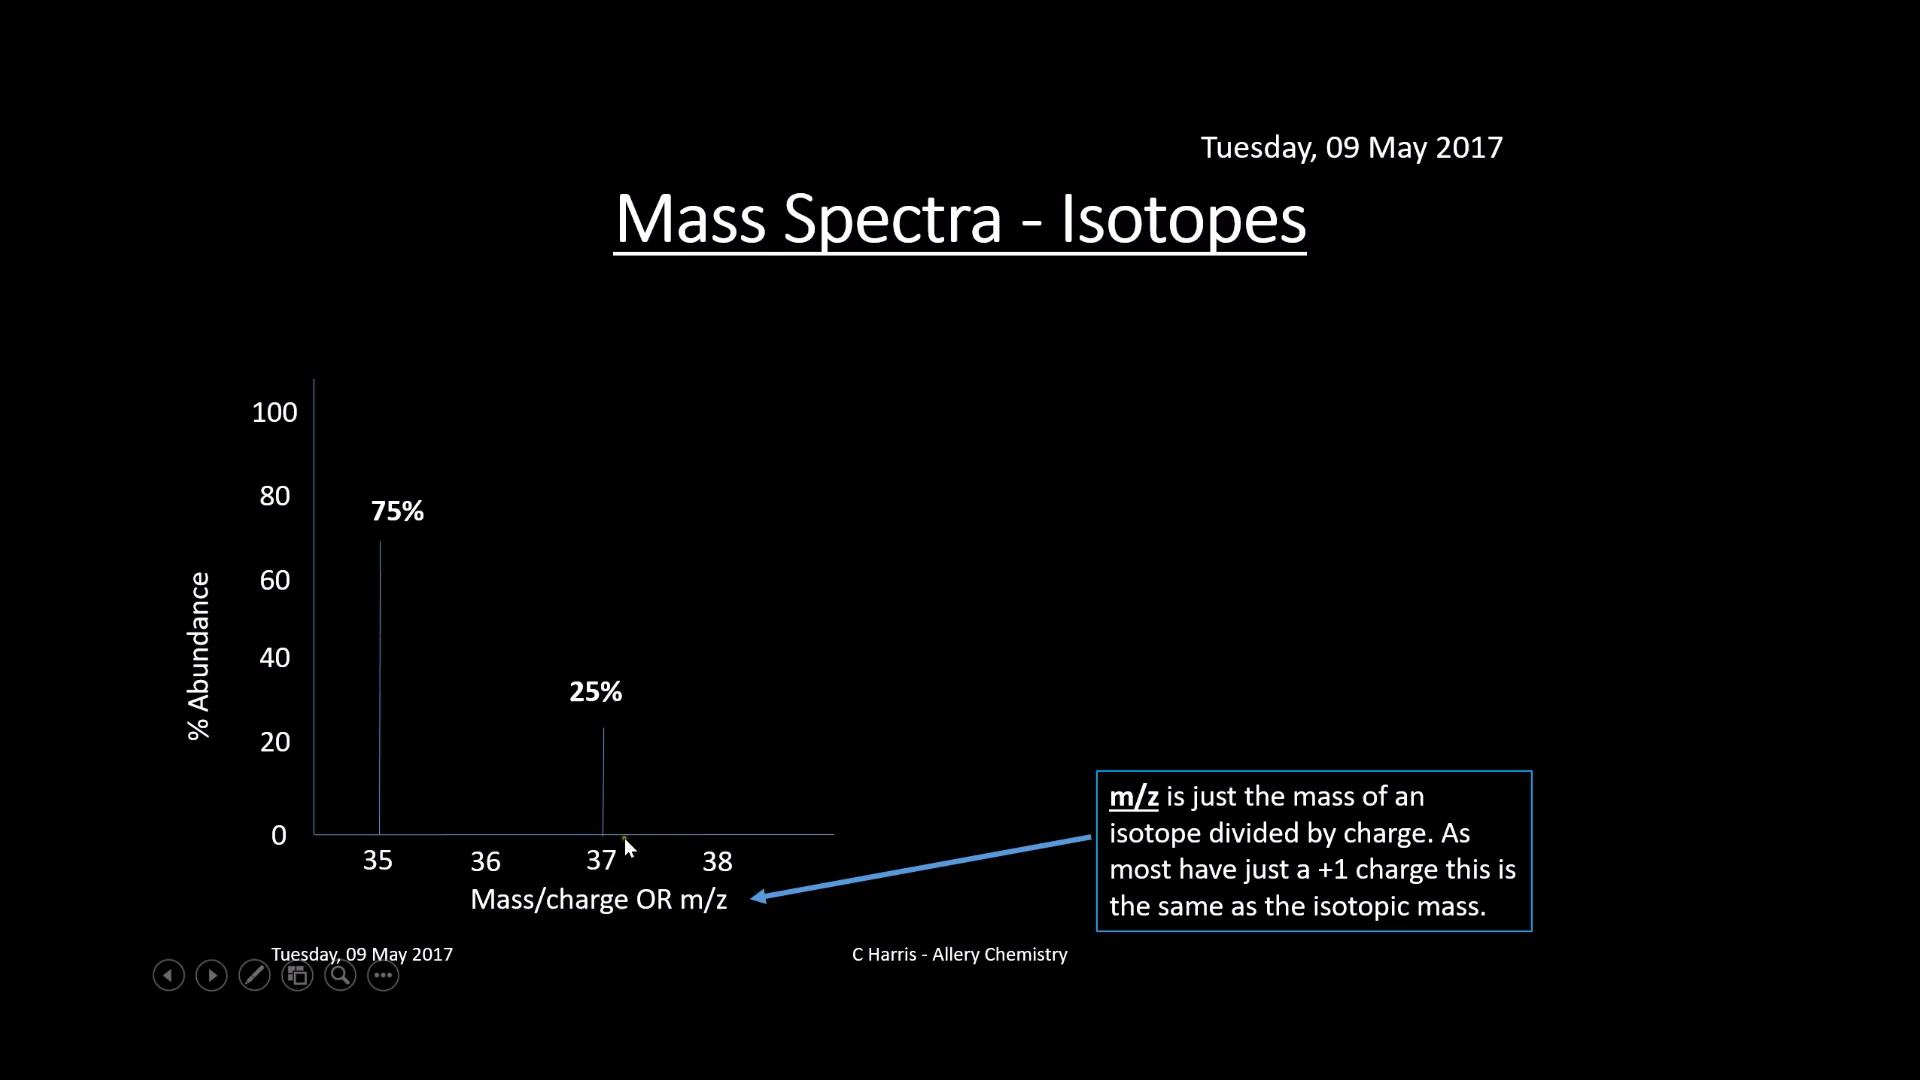 Tuesday, 09 May 2017
Mass Spectra - Isotopes
100
80
75%
60
% Abundance
40
25%
20
0
35 36 37 38
Mass/charge OR m/z
m/z is just the mass of an
isotope divided by charge. As
most have just a +1 charge this is
the same as the isotopic mass.
Tuesday, 09 May 2017
C Harris - Allery Chemistry